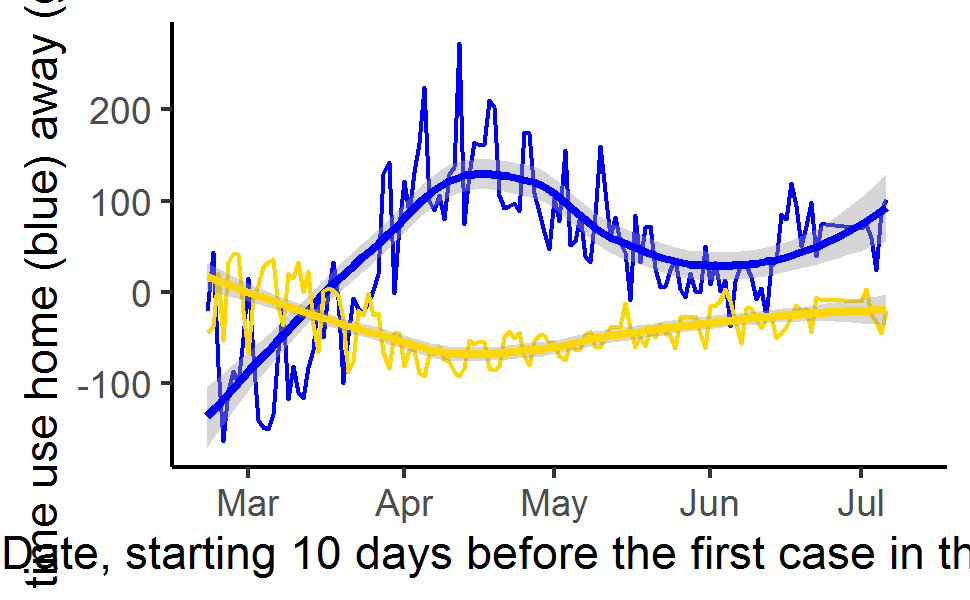 time use home (blue) away (
200
100
0
-100
Mar Apr May Jun Jul
Date, starting 10 days before the first case in th